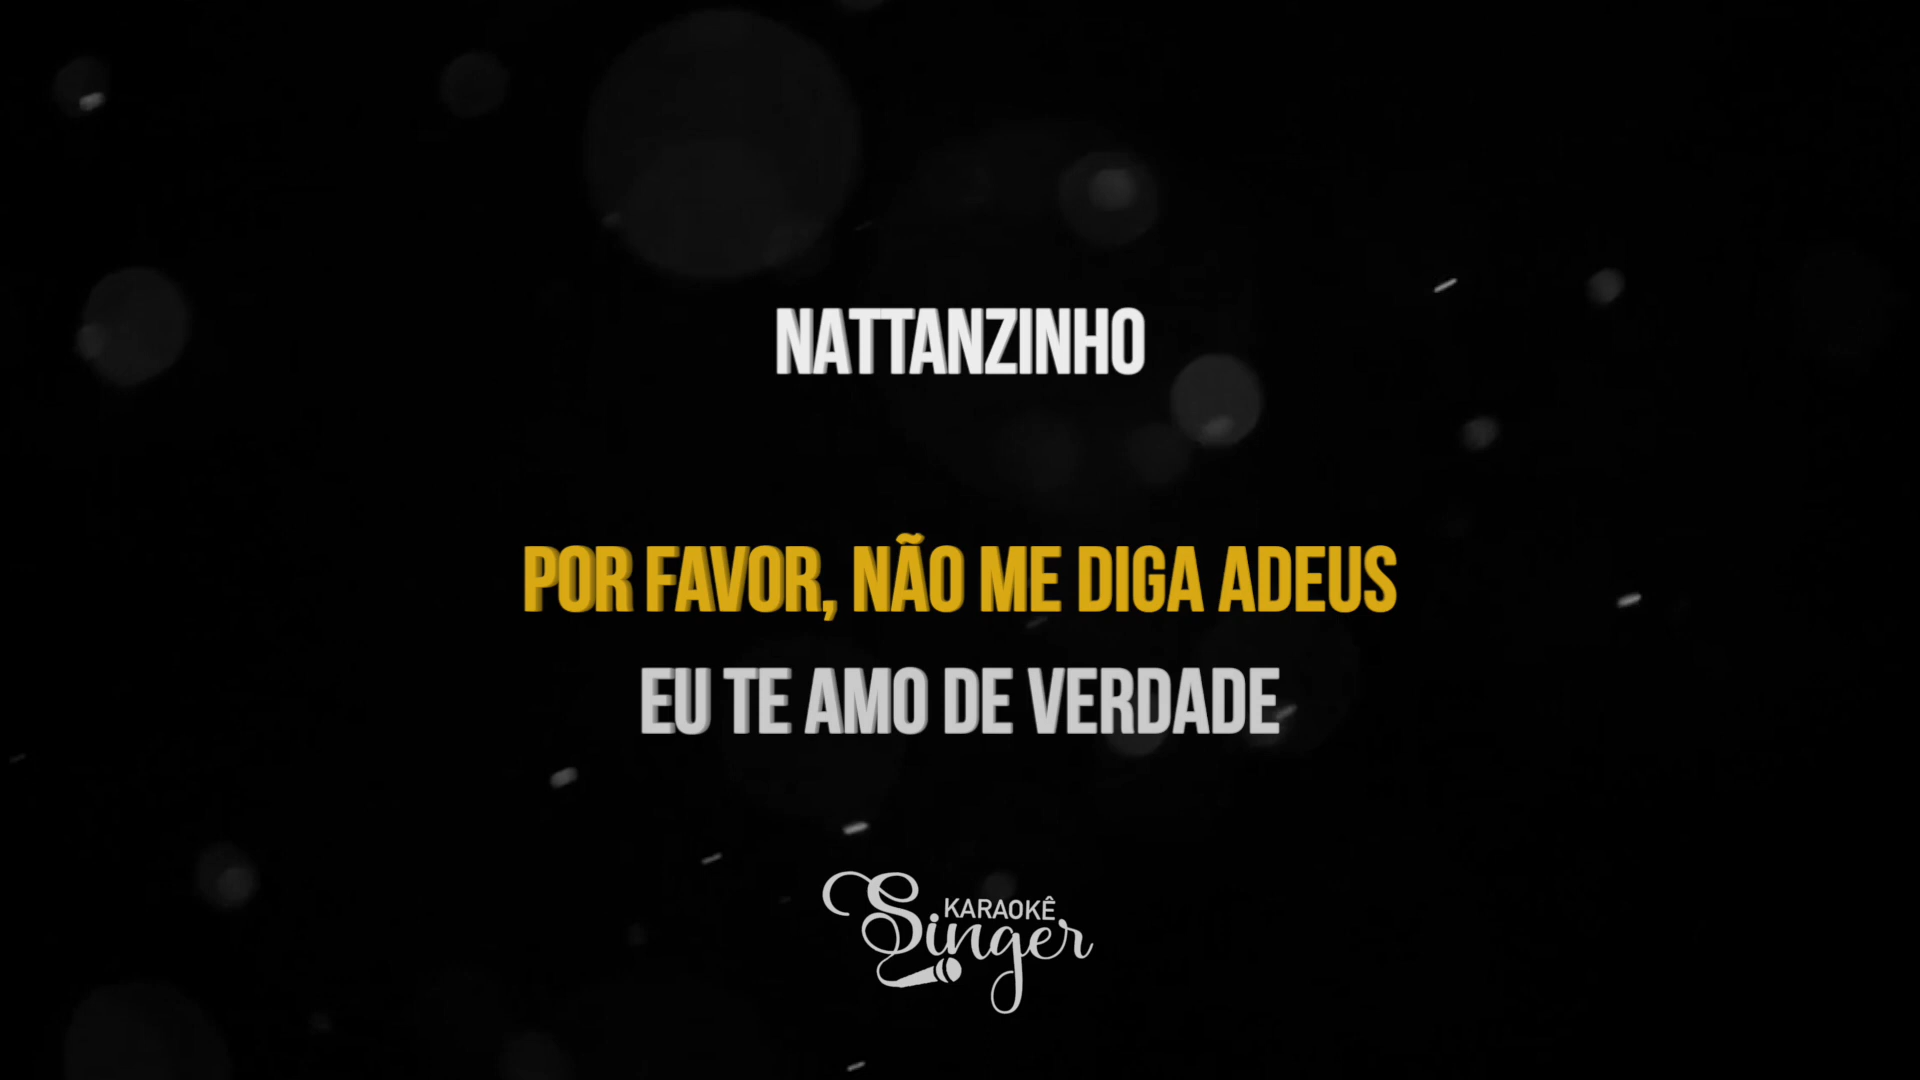 NATTANZINHO
POR FAVOR, NÃO ME DIGA ADEUS
EU TE AMO DE VERDADE
KARAOKÊ
Singer